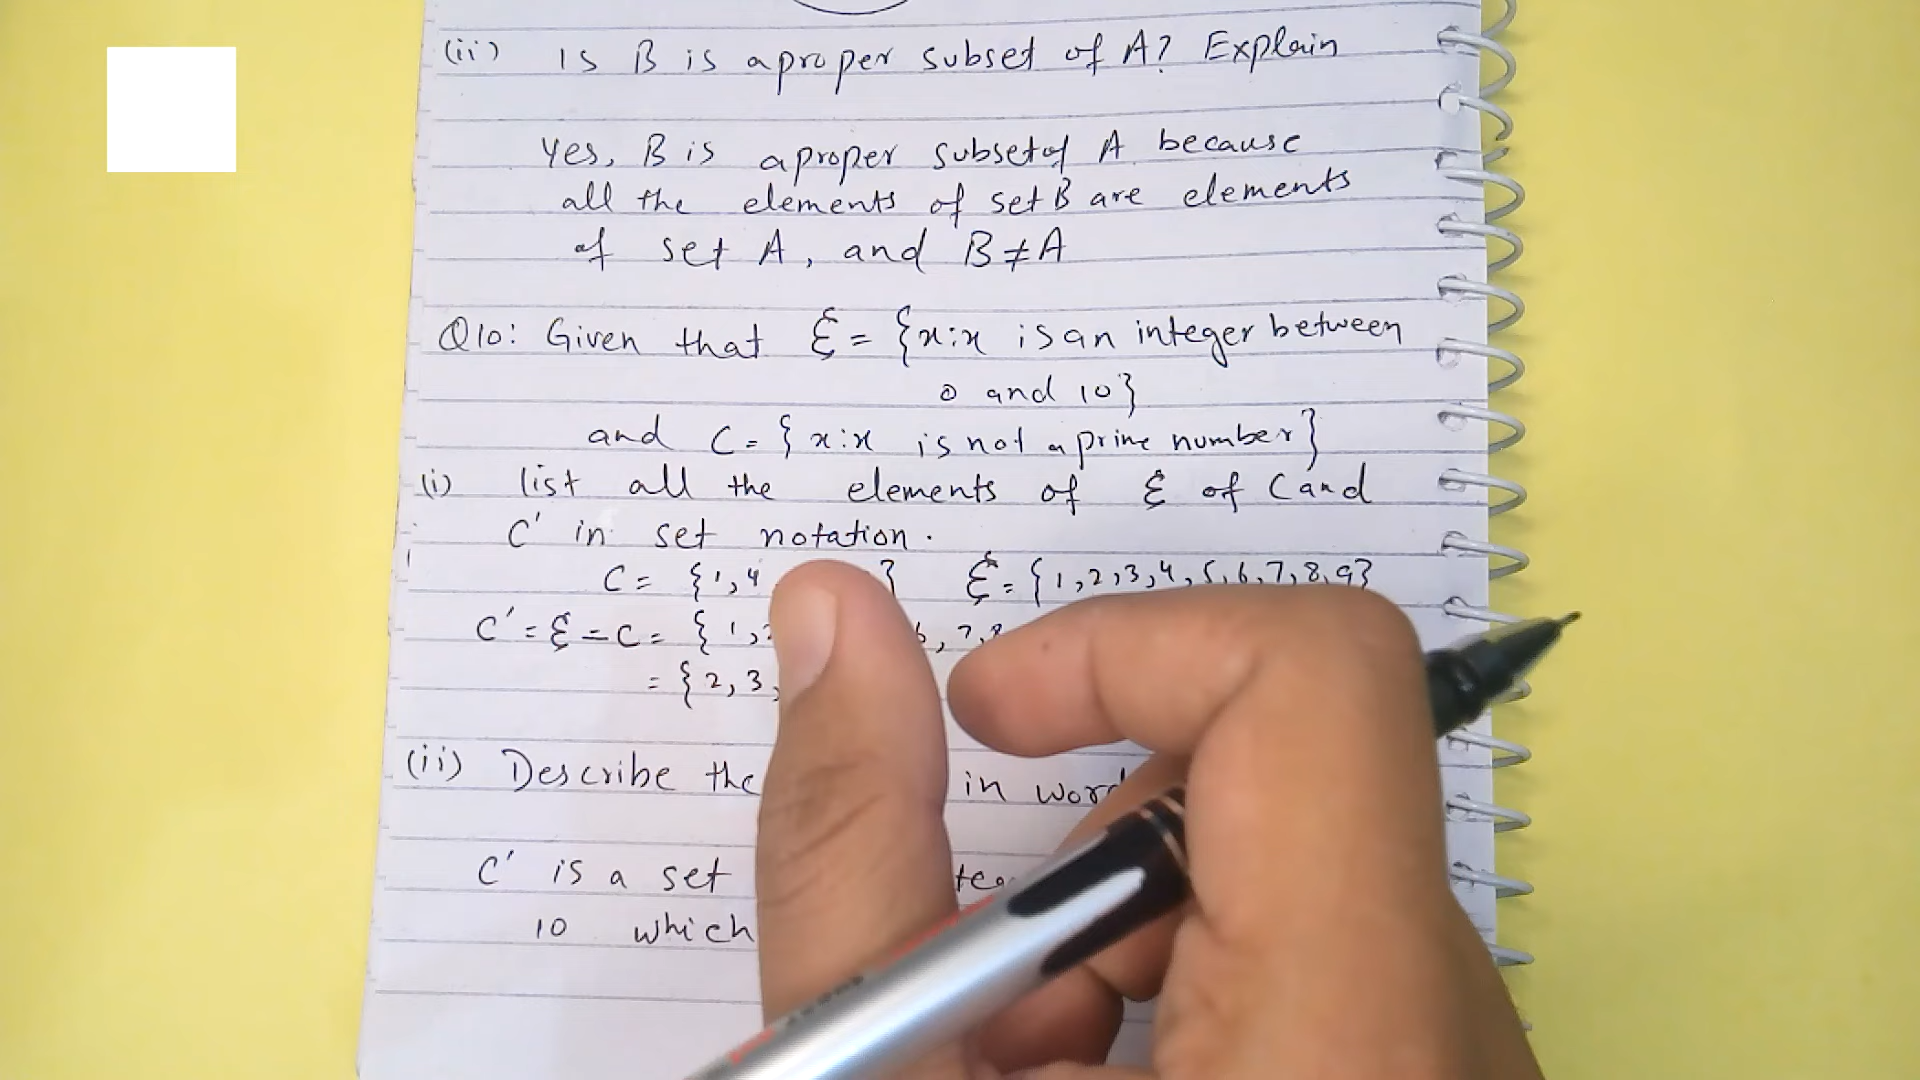 (ii) Is B is a proper subset of A? Explain
Yes, B is a proper subset of A because
all the elements of set B are elements
of set A, and B ≠ A
Q10: Given that ξ = {x:x is an integer between
0 and 10}
and C = {x:x is not a prime number}
(i) list all the elements of ξ of C and
C' in set notation.
C = {1,4 } ξ = {1,2,3,4,5,6,7,8,9}
C' = ξ - C = {1, 6,7,8
= {2,3,
(ii) Describe the in
C' is a set
10 which